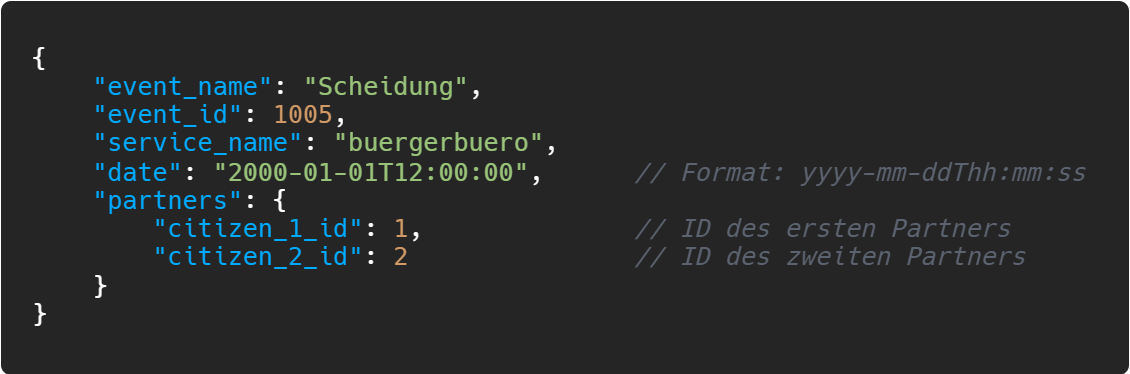 {
    "event_name": "Scheidung",
    "event_id": 1005,
    "service_name": "buergerbuero",
    "date": "2000-01-01T12:00:00",      // Format: yyyy-mm-ddThh:mm:ss
    "partners": {
        "citizen_1_id": 1,              // ID des ersten Partners
        "citizen_2_id": 2               // ID des zweiten Partners
    }
}